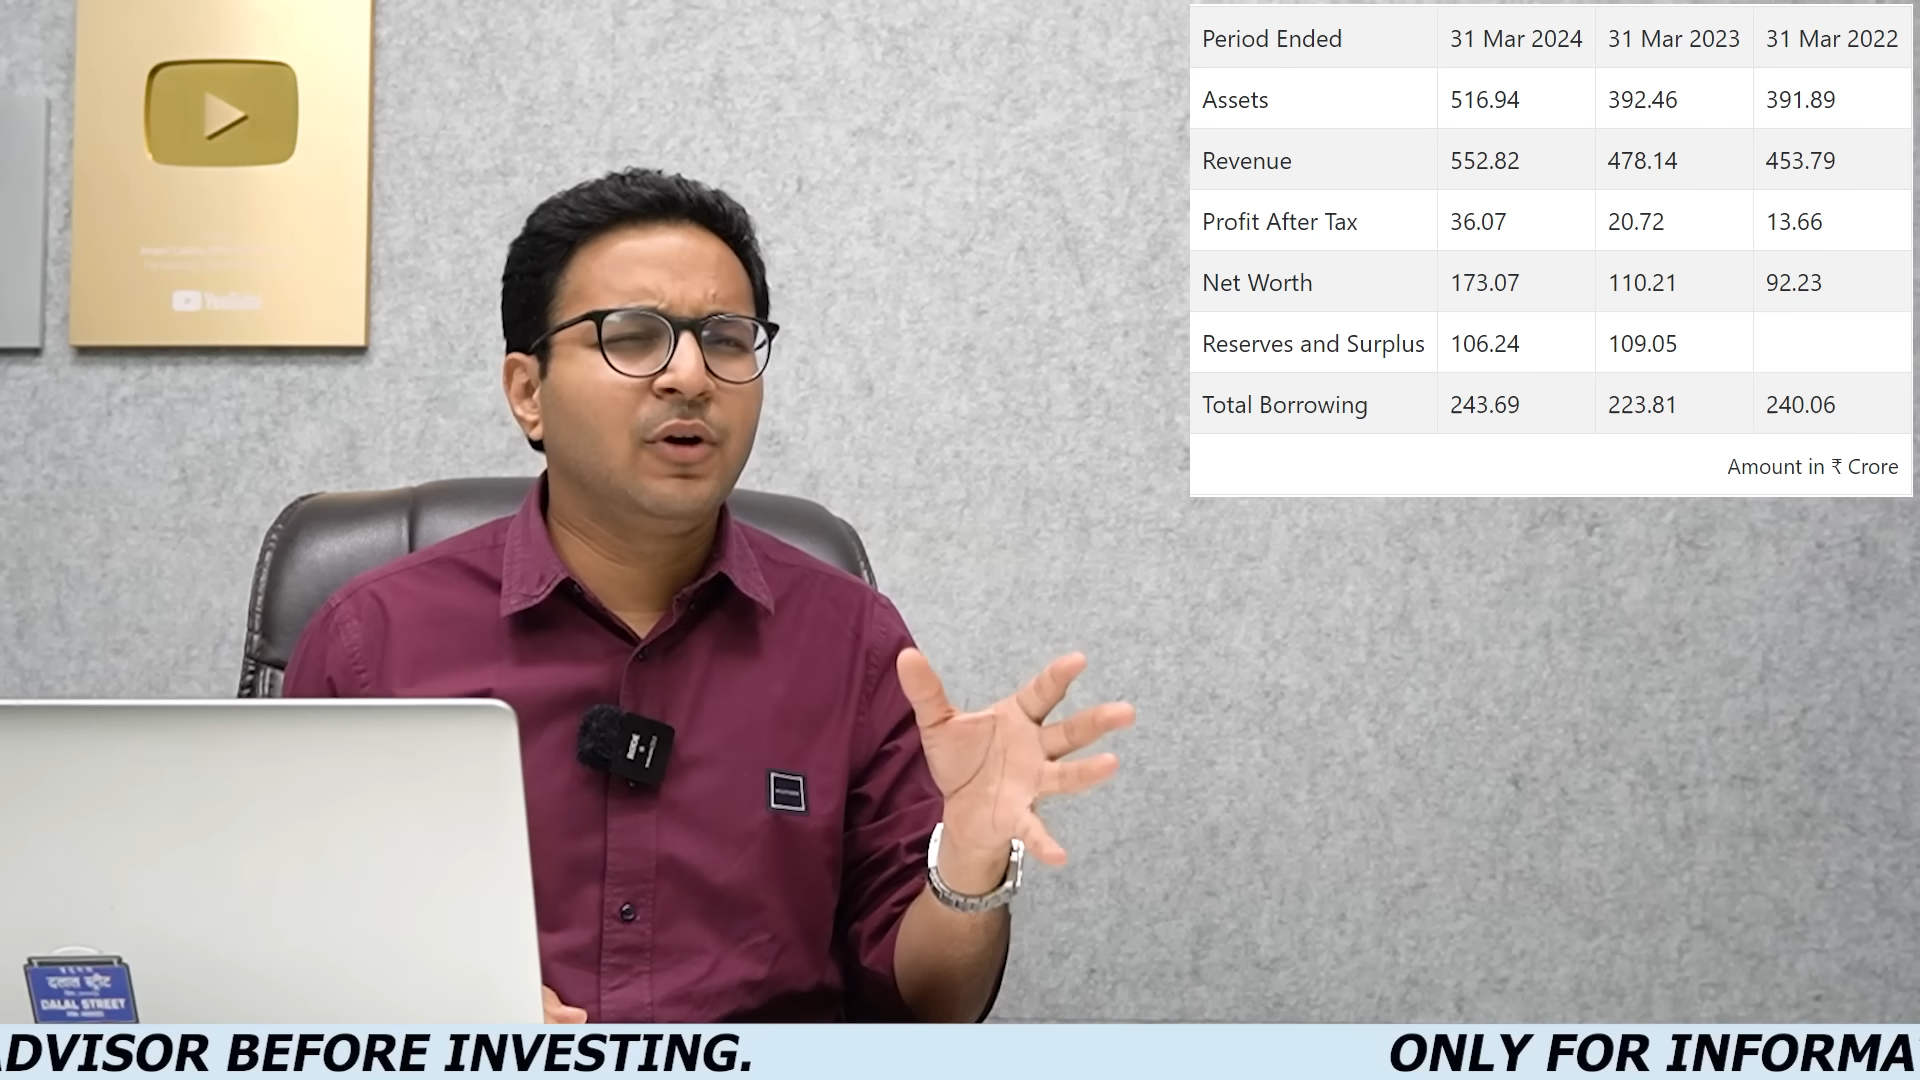 Period Ended 31 Mar 2024 31 Mar 2023 31 Mar 2022
Assets 516.94 392.46 391.89
Revenue 552.82 478.14 453.79
Profit After Tax 36.07 20.72 13.66
Net Worth 173.07 110.21 92.23
Reserves and Surplus 106.24 109.05
Total Borrowing 243.69 223.81 240.06
Amount in ₹ Crore
YouTube
RØDE
दलाल स्ट्रीट
DALAL STREET
DVISOR BEFORE INVESTING. ONLY FOR INFORMA